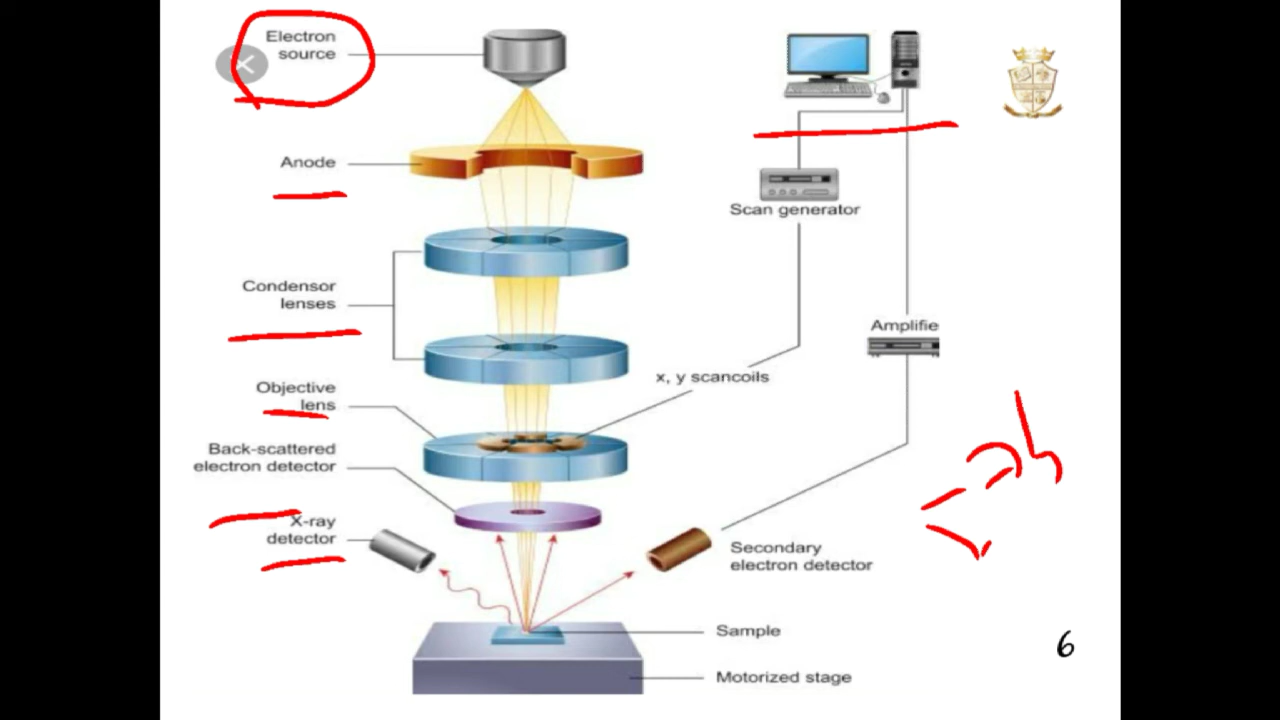 Electron
source
Anode
Scan generator
Condensor
lenses
Amplifie
x, y scancoils
Objective
lens
Back-scattered
electron detector
X-ray
detector
Secondary
electron detector
Sample
Motorized stage
6